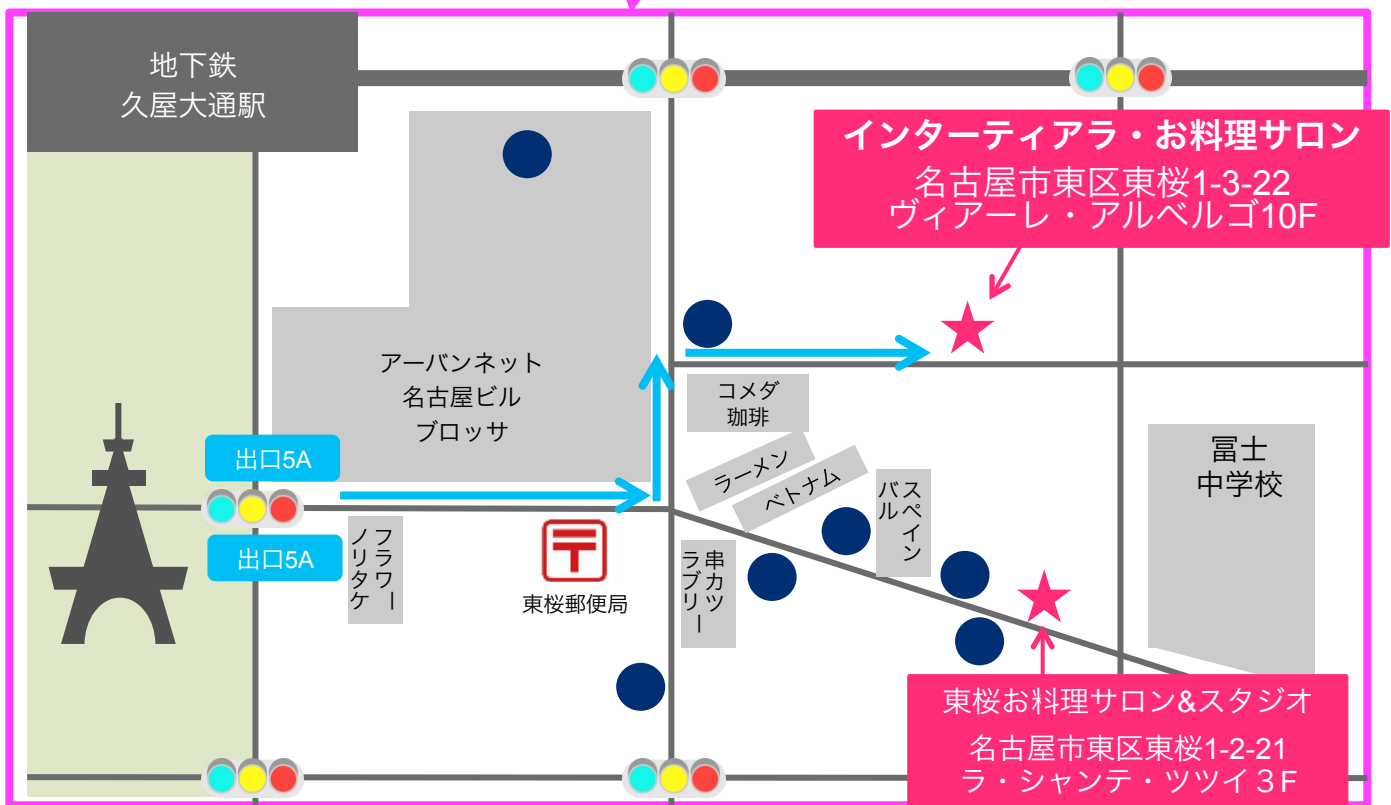 地下鉄
久屋大通駅
インターティアラ・お料理サロン
名古屋市東区東桜1-3-22
ヴィアーレ・アルベルゴ10F
アーバンネット
名古屋ビル
ブロッサ
コメダ
珈琲
出口5A
ラーメン
ベトナム
スペイン
バル
冨士
中学校
出口5A
フラワー
ノリタケ
東桜郵便局
串カツ
ラブリー
東桜お料理サロン&スタジオ
名古屋市東区東桜1-2-21
ラ・シャンテ・ツツイ３F